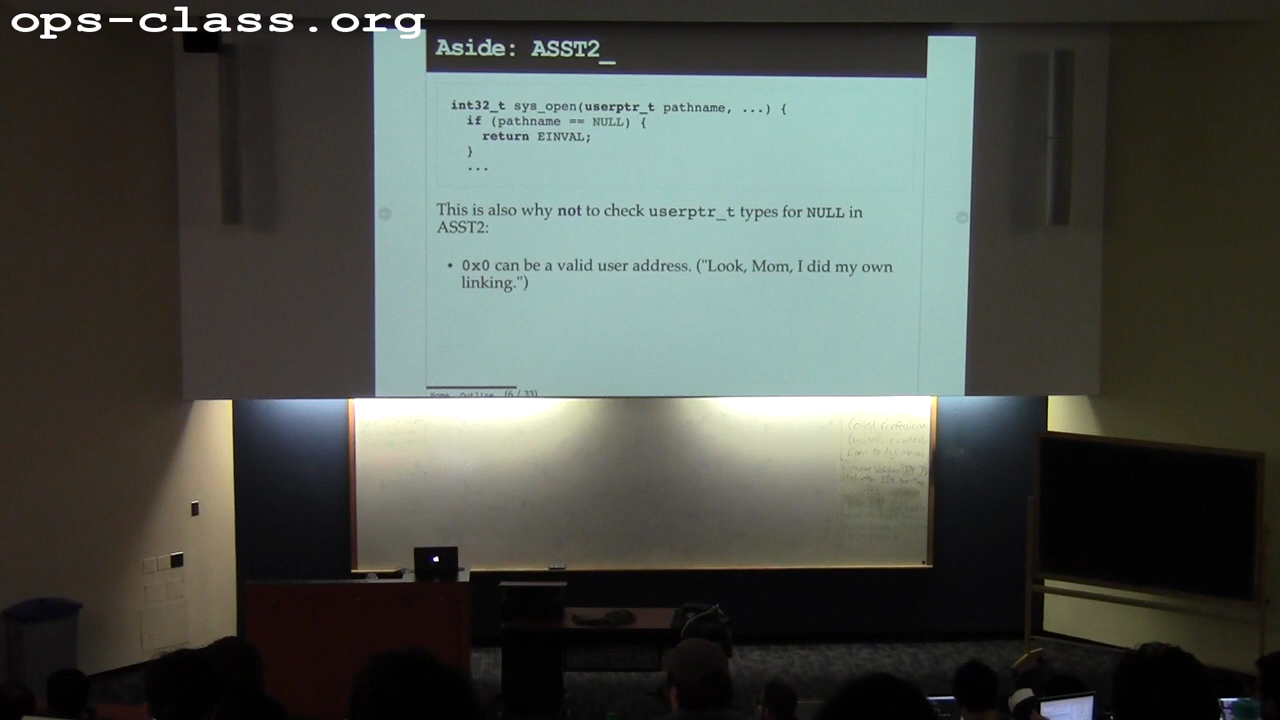 ops-class.org
Aside: ASST2_
int32_t sys_open(userptr_t pathname, ...) {
if (pathname == NULL) {
return EINVAL;
}
...
This is also why not to check userptr_t types for NULL in
ASST2:
• 0x0 can be a valid user address. ("Look, Mom, I did my own
linking.")
(6 / 33)